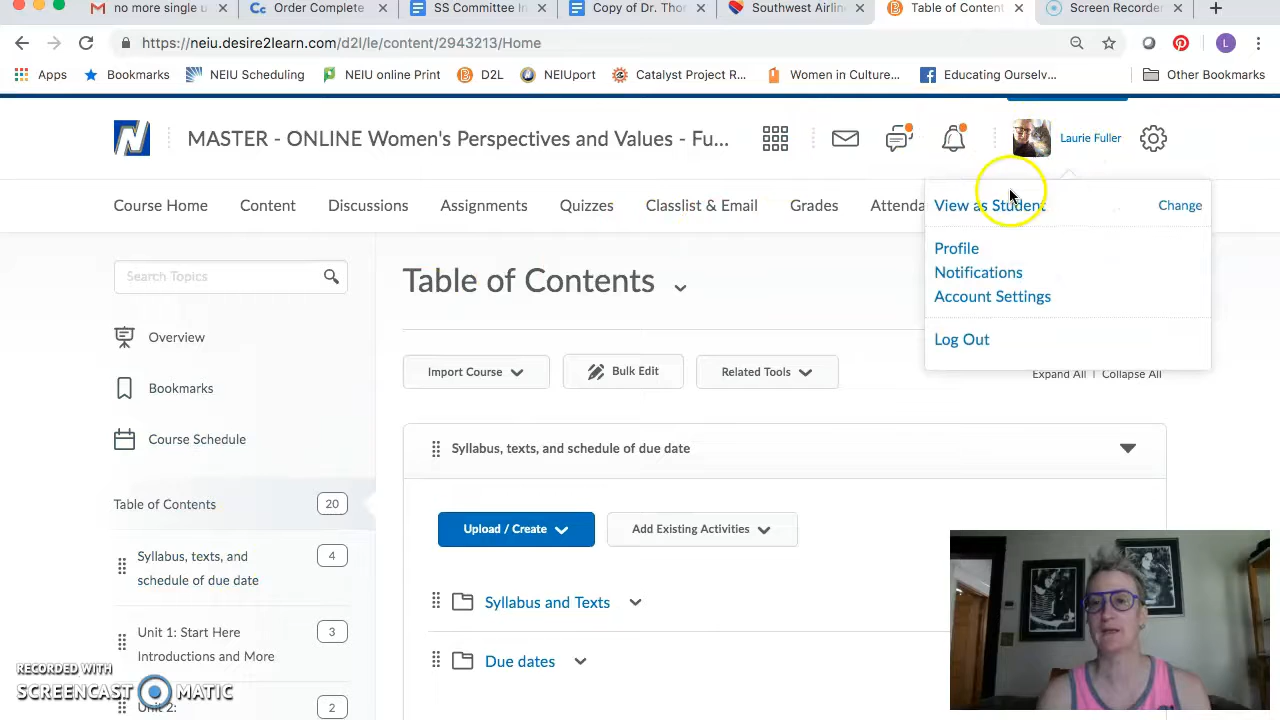 no more single u
Order Complete
SS Committee In
Copy of Dr. Thor
Southwest Airlin
Table of Content
Screen Recorder
https://neiu.desire2learn.com/d2l/le/content/2943213/Home
L
Apps
Bookmarks
NEIU Scheduling
NEIU online Print
D2L
NEIUport
Catalyst Project R...
Women in Culture...
Educating Ourselv...
Other Bookmarks
MASTER - ONLINE Women's Perspectives and Values - Fu...
Laurie Fuller
Course Home
Content
Discussions
Assignments
Quizzes
Classlist & Email
Grades
Attenda
View as Student
Change
Profile
Notifications
Account Settings
Log Out
Search Topics
Overview
Bookmarks
Course Schedule
Table of Contents 20
Syllabus, texts, and
schedule of due date
4
Unit 1: Start Here
Introductions and More
3
Unit 2:
2
Table of Contents
Import Course
Bulk Edit
Related Tools
Expand All | Collapse All
Syllabus, texts, and schedule of due date
Upload / Create
Add Existing Activities
Syllabus and Texts
Due dates
RECORDED WITH
SCREENCAST MATIC